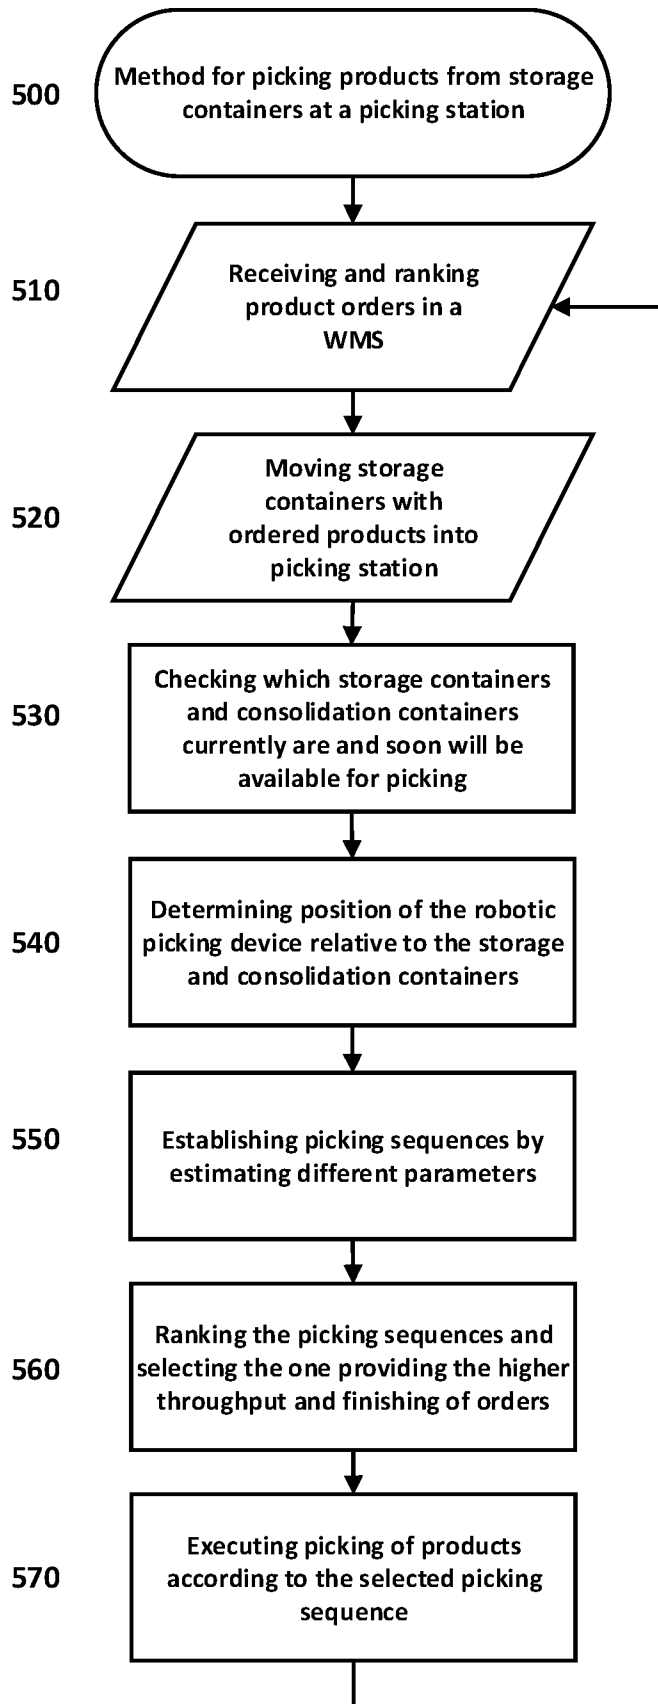 500
Method for picking products from storage
containers at a picking station
510
Receiving and ranking
product orders in a
WMS
520
Moving storage
containers with
ordered products into
picking station
530
Checking which storage containers
and consolidation containers
currently are and soon will be
available for picking
540
Determining position of the robotic
picking device relative to the storage
and consolidation containers
550
Establishing picking sequences by
estimating different parameters
560
Ranking the picking sequences and
selecting the one providing the higher
throughput and finishing of orders
570
Executing picking of products
according to the selected picking
sequence